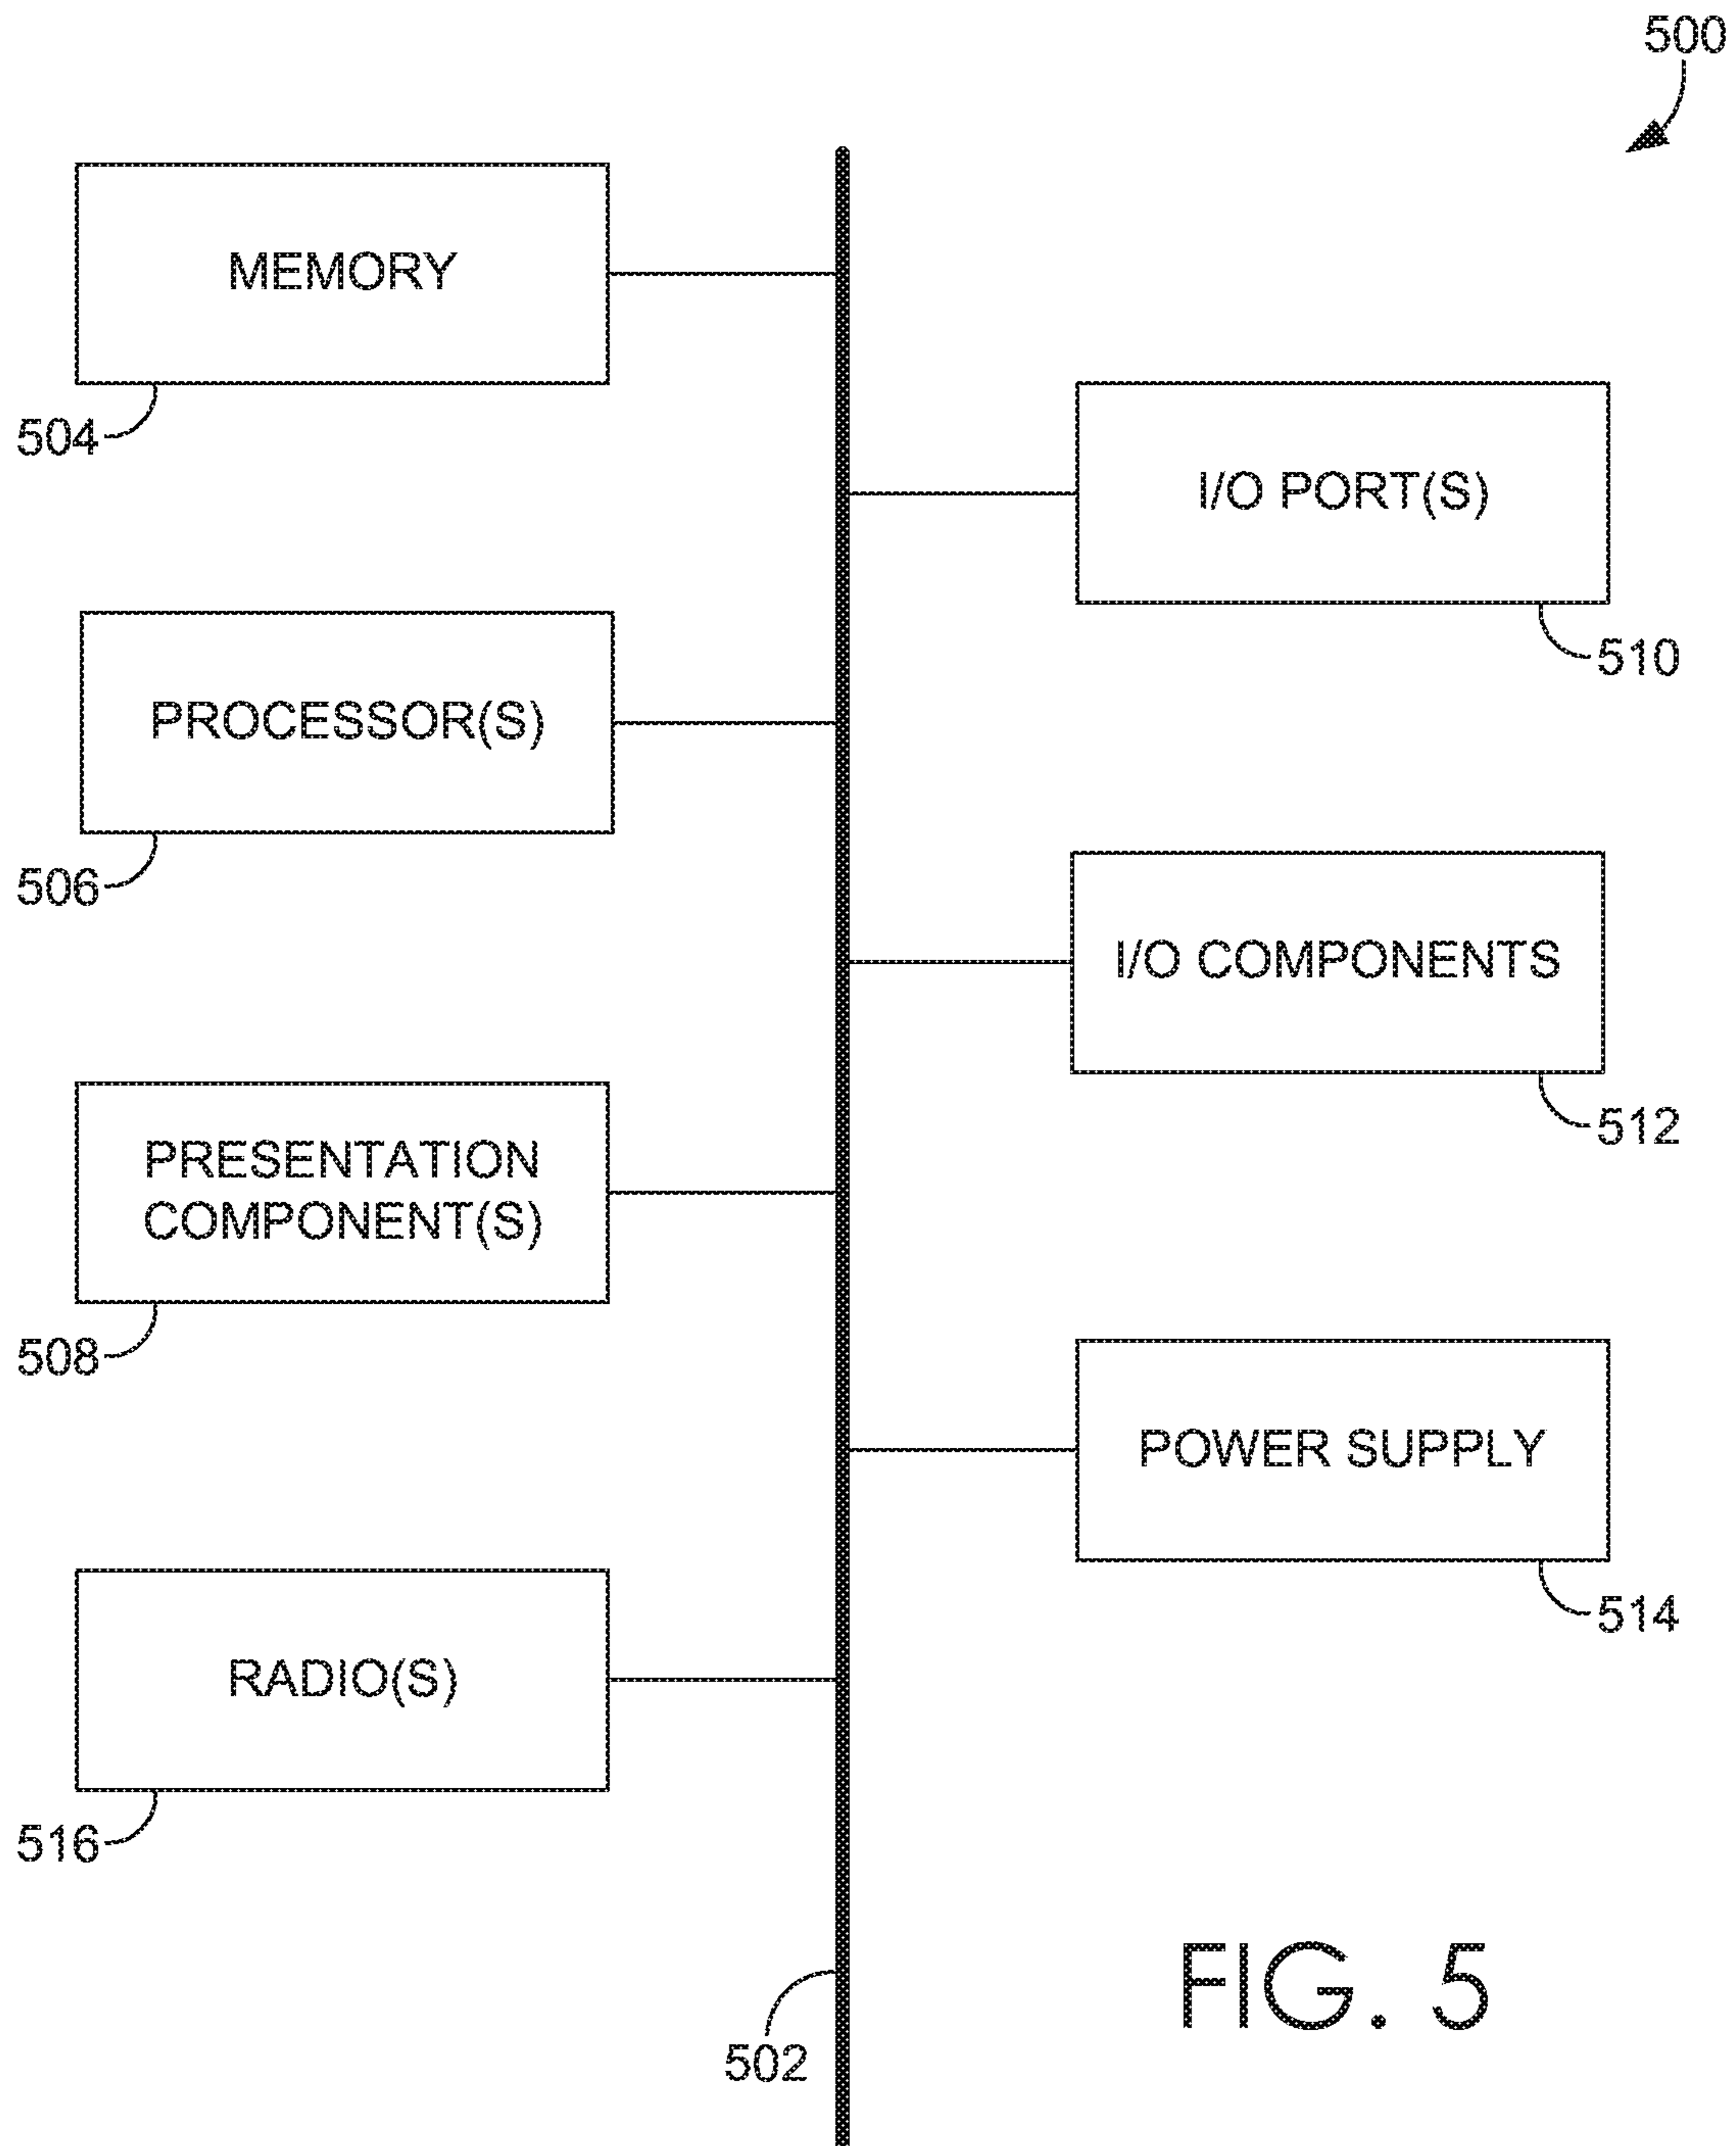 500
MEMORY
504
I/O PORT(S)
510
PROCESSOR(S)
506
I/O COMPONENTS
512
PRESENTATION
COMPONENT(S)
508
POWER SUPPLY
514
RADIO(S)
516
502
FIG. 5